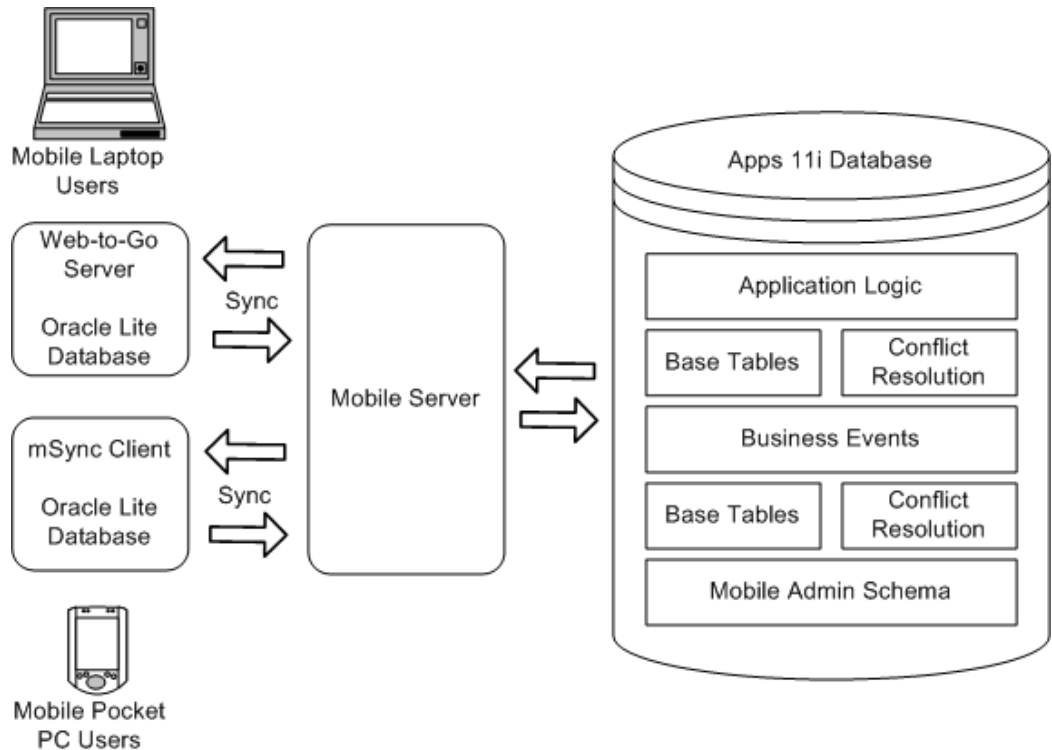 Mobile Laptop
Users
Web-to-Go
Server
Oracle Lite
Database
Sync
mSync Client
Oracle Lite
Database
Sync
Mobile Pocket
PC Users
Mobile Server
Apps 11i Database
Application Logic
Base Tables
Conflict
Resolution
Business Events
Base Tables
Conflict
Resolution
Mobile Admin Schema